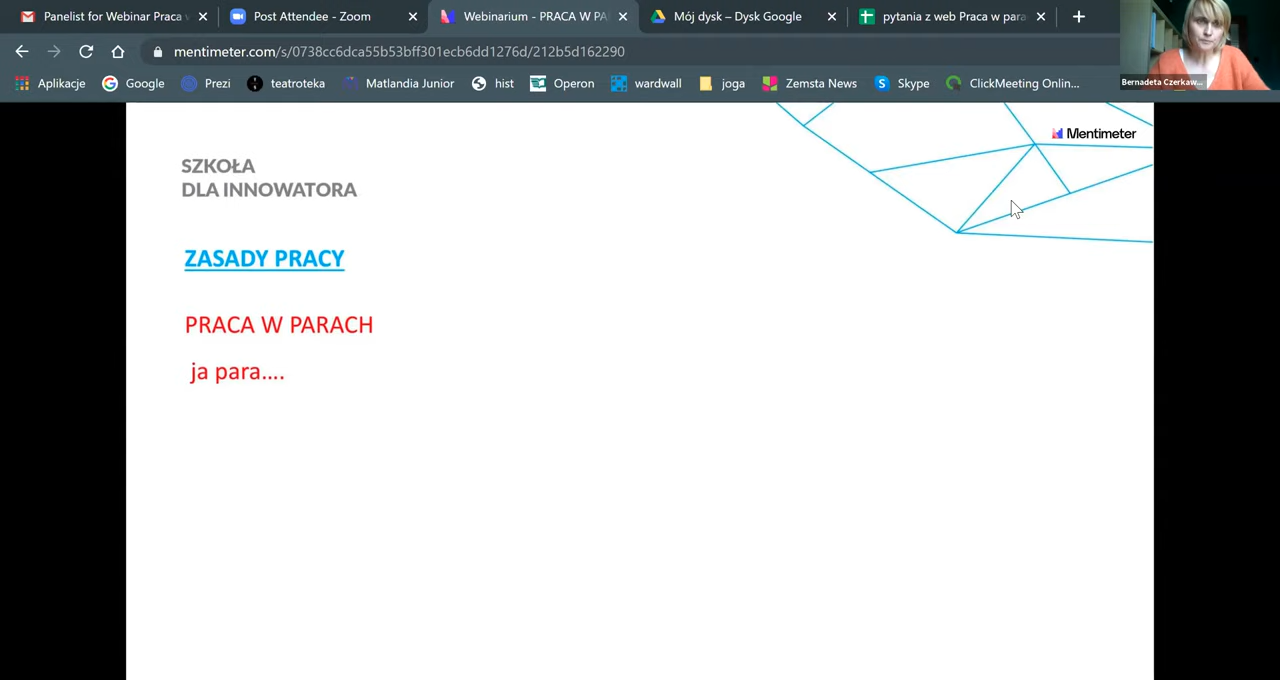 Panelist for Webinar Praca
Post Attendee - Zoom
Webinarium - PRACA W PA
Mój dysk – Dysk Google
pytania z web Praca w para
mentimeter.com/s/0738cc6dca55b53bff301ecb6dd1276d/212b5d162290
Aplikacje
Google
Prezi
teatroteka
Matlandia Junior
hist
Operon
wardwall
joga
Zemsta News
Skype
ClickMeeting Onlin...
Bernadeta Czerkaw...
Mentimeter
SZKOŁA
DLA INNOWATORA
ZASADY PRACY
PRACA W PARACH
ja para....